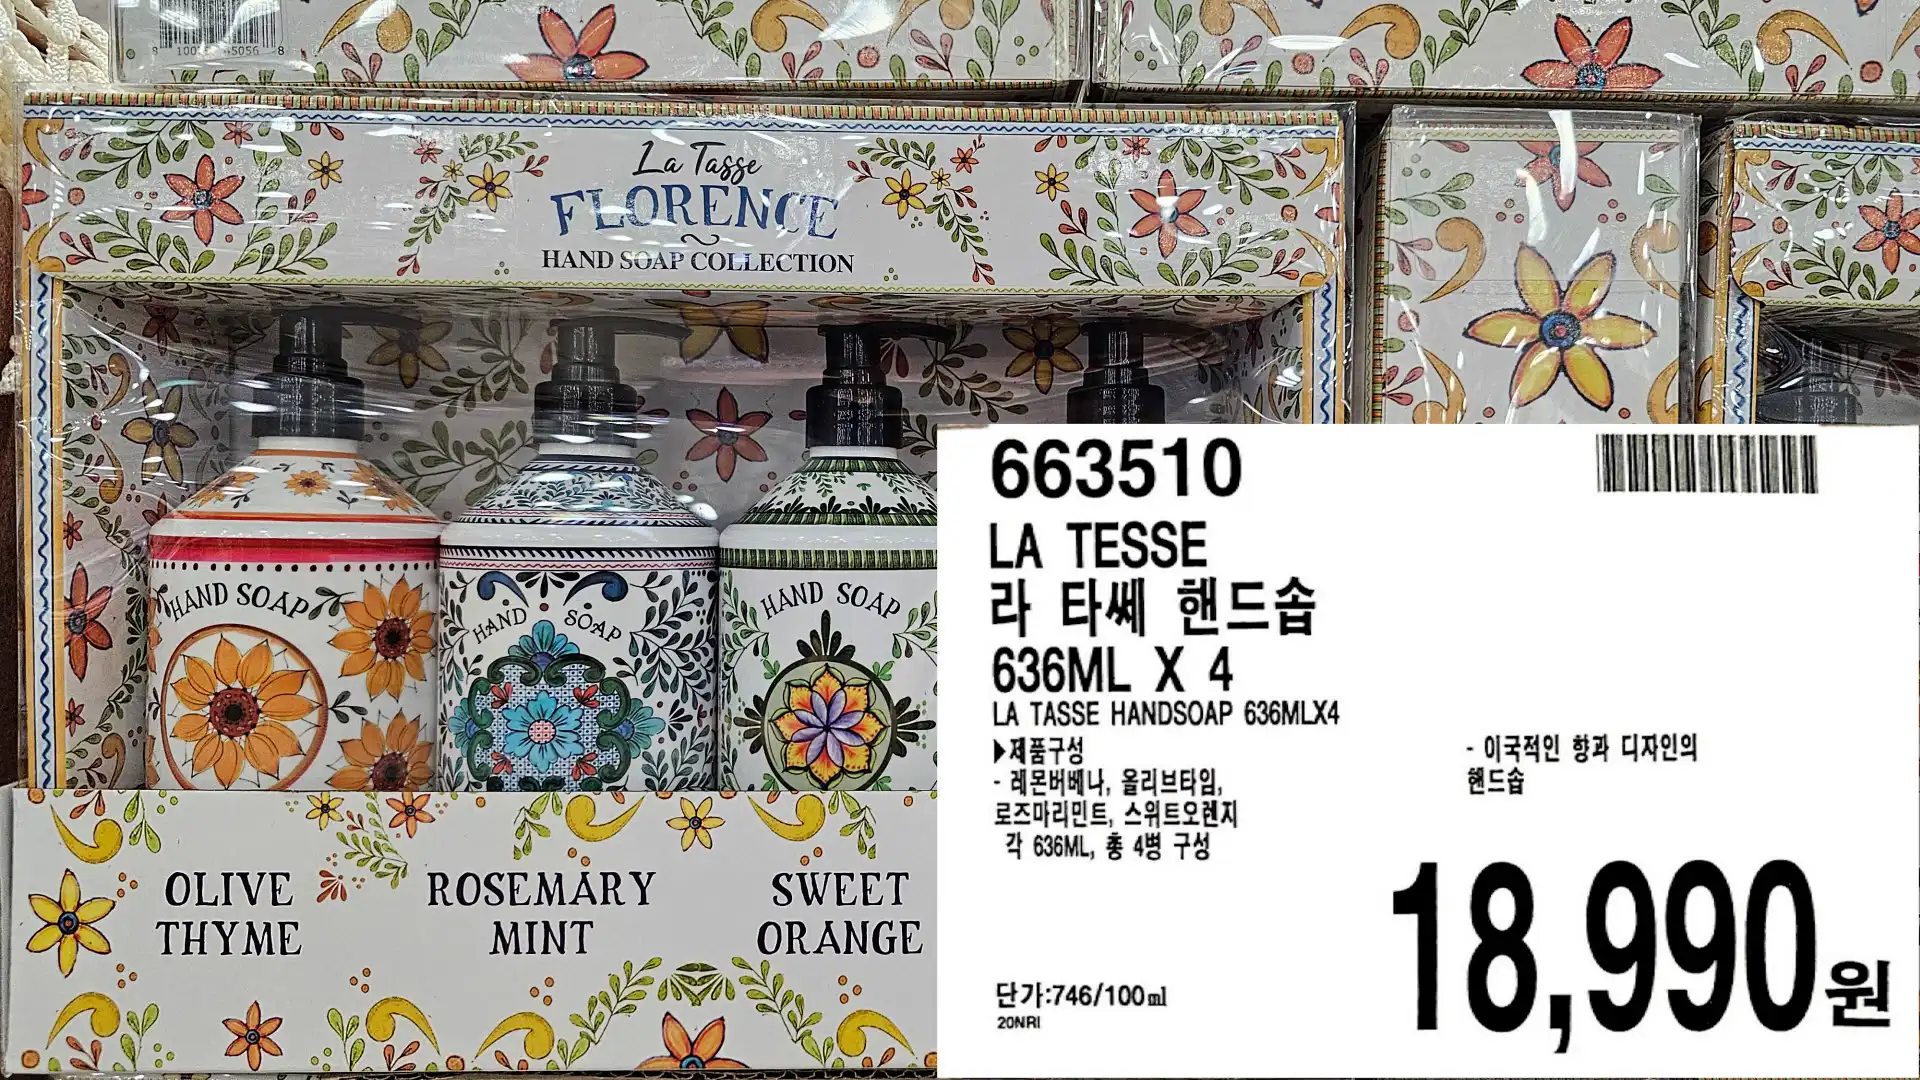 La Tasse
FLORENCE
HAND SOAP COLLECTION
HAND SOAP
HAND SOAP
HAND SOAP
OLIVE
THYME
ROSEMARY
MINT
SWEET
ORANGE
663510
LA TESSE
라 타쎄 핸드솝
636ML X 4
LA TASSE HANDSOAP 636MLX4
▶제품구성
- 레몬버베나, 올리브타임,
로즈마리민트, 스위트오렌지
각 636ML, 총 4병 구성
- 이국적인 향과 디자인의
핸드솝
18,990원
단가:746/100㎖
20NRI